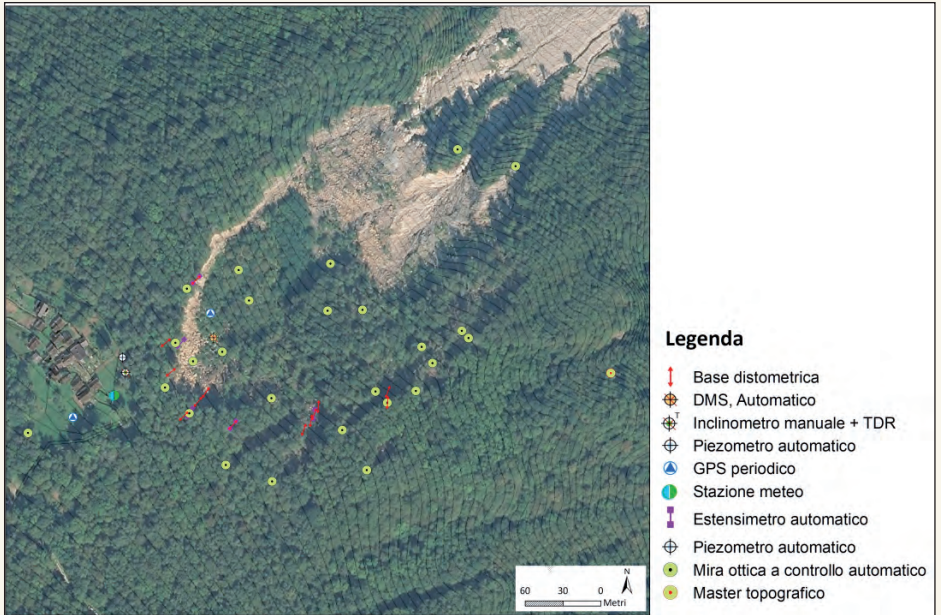 Legenda
Base distometrica
DMS, Automatico
T
Inclinometro manuale + TDR
Piezometro automatico
GPS periodico
Stazione meteo
Estensimetro automatico
Piezometro automatico
Mira ottica a controllo automatico
Master topografico
N
60 30 0
Metri